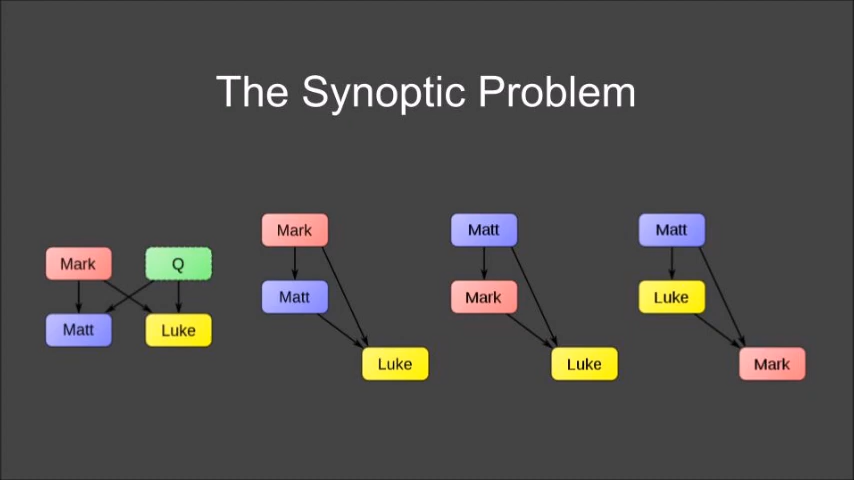 The Synoptic Problem
Mark Q
Matt Luke
Mark
Matt
Luke
Matt
Mark
Luke
Matt
Luke
Mark